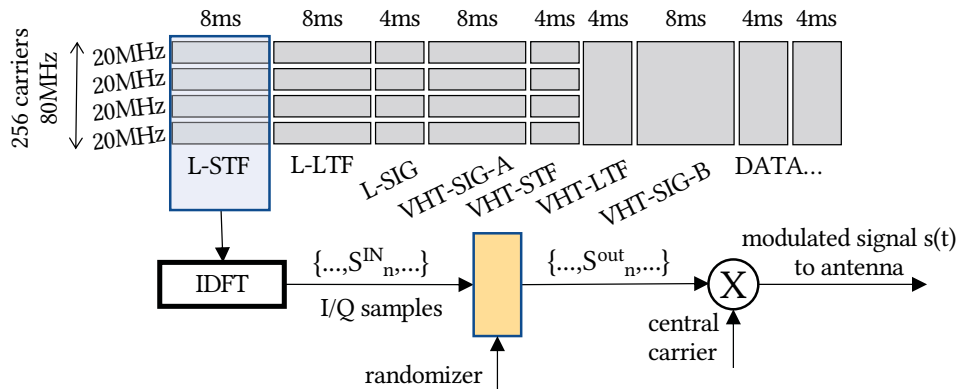 8ms 8ms 4ms 8ms 4ms 4ms 8ms 4ms 4ms
256 carriers
80MHz
20MHz
20MHz
20MHz
20MHz
L-STF
L-LTF
L-SIG
VHT-SIG-A
VHT-STF
VHT-LTF
VHT-SIG-B
DATA...
IDFT
{...,S^IN_n,...}
I/Q samples
{...,S^out_n,...}
modulated signal s(t)
to antenna
X
central
carrier
randomizer